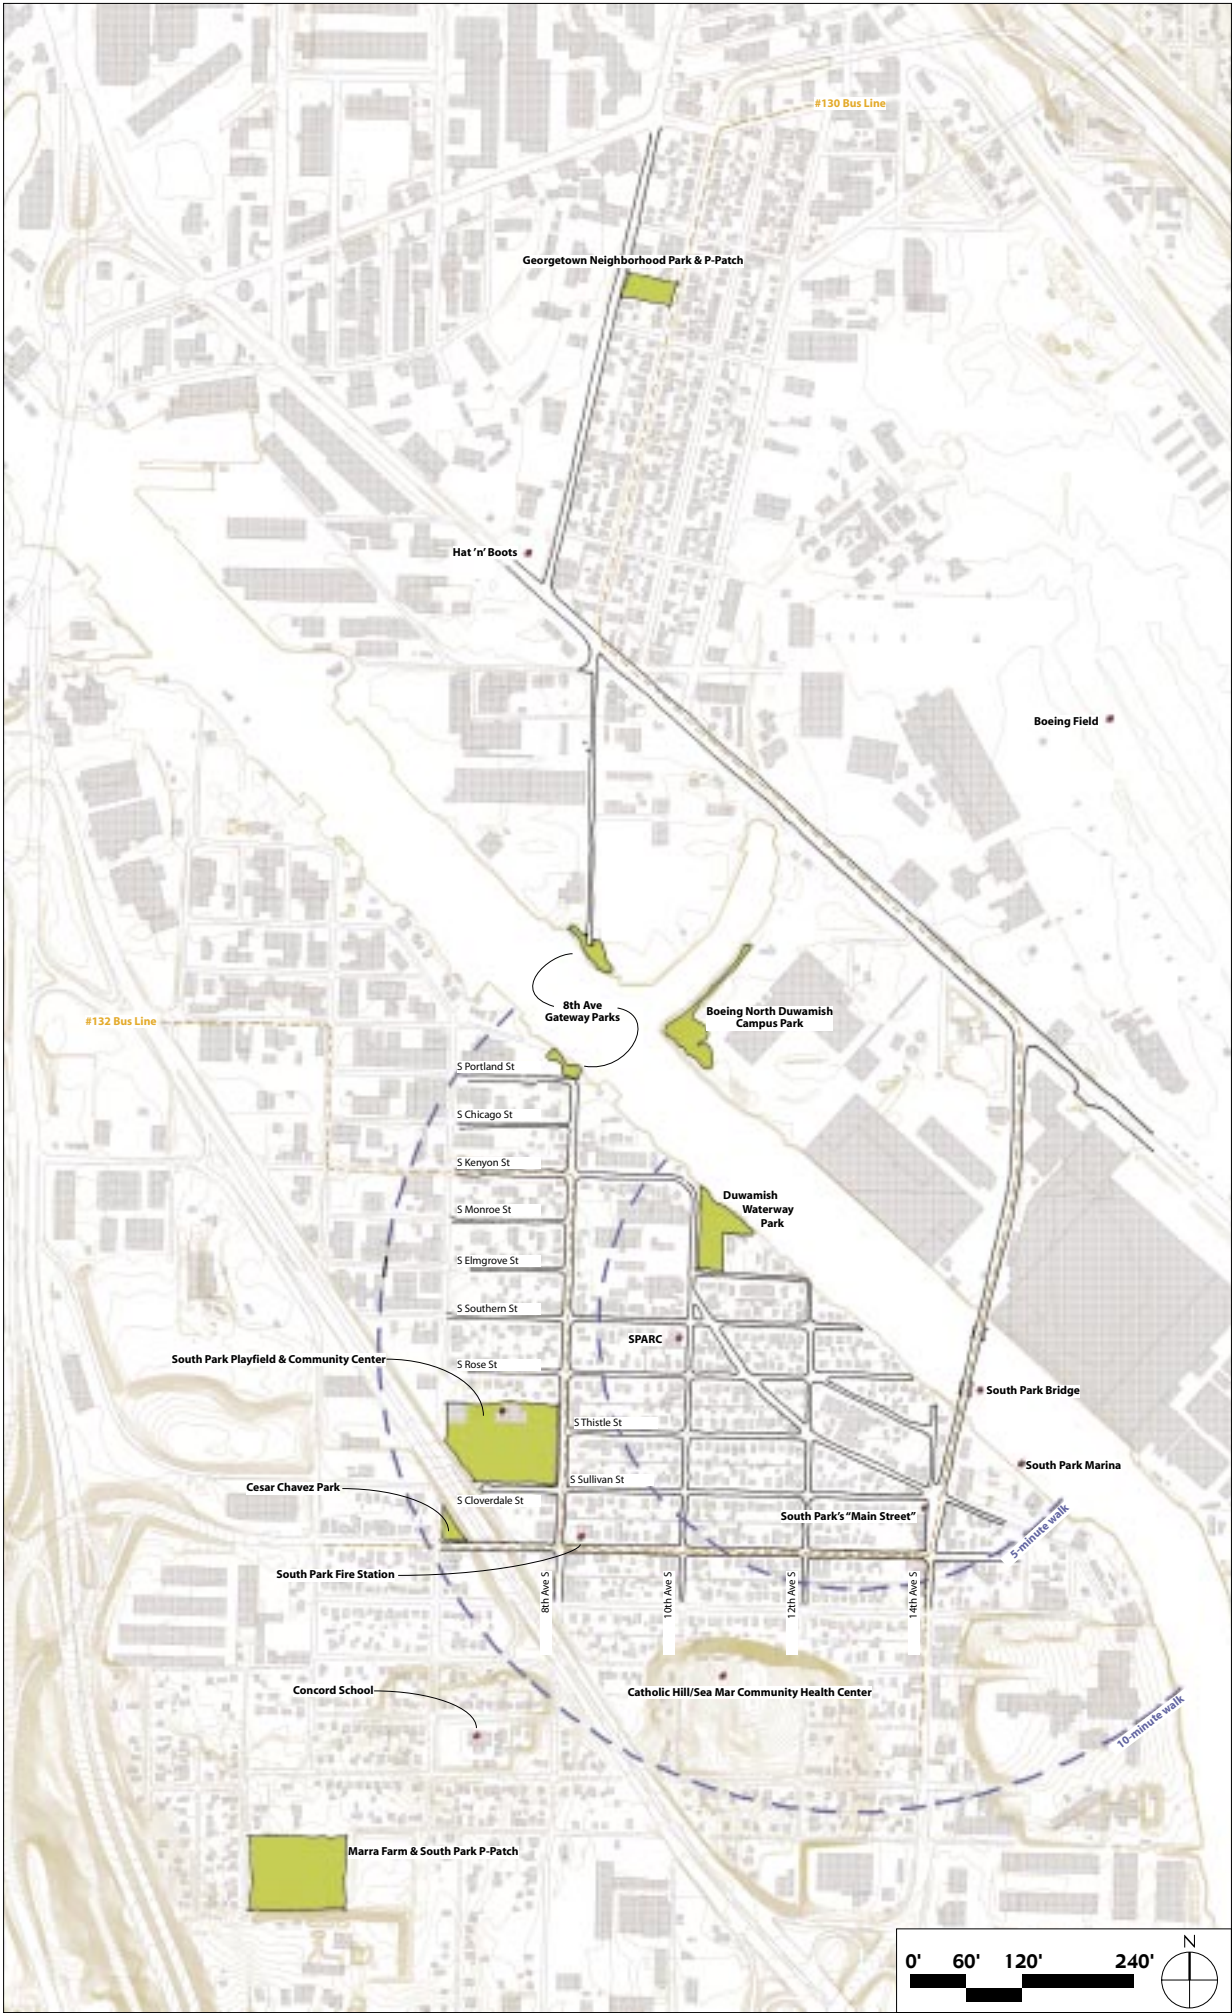 #130 Bus Line
Georgetown Neighborhood Park & P-Patch
Hat 'n' Boots
Boeing Field
8th Ave
Gateway Parks
Boeing North Duwamish
Campus Park
#132 Bus Line
S Portland St
S Chicago St
S Kenyon St
S Monroe St
Duwamish
Waterway
Park
S Elmgrove St
S Southern St
SPARC
South Park Playfield & Community Center
S Rose St
South Park Bridge
S Thistle St
South Park Marina
S Sullivan St
Cesar Chavez Park
S Cloverdale St
South Park's "Main Street"
5-minute walk
South Park Fire Station
8th Ave S
10th Ave S
12th Ave S
14th Ave S
Concord School
Catholic Hill/Sea Mar Community Health Center
10-minute walk
Marra Farm & South Park P-Patch
N
0' 60' 120' 240'